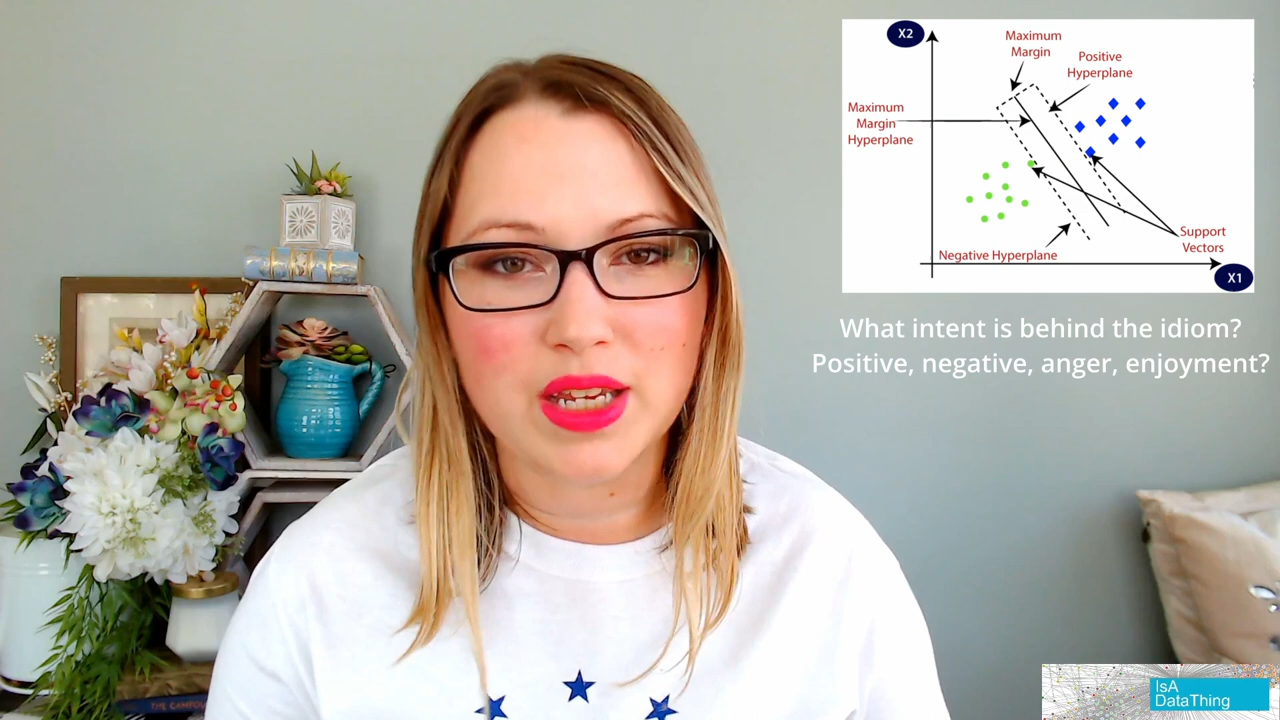 X2
Maximum
Margin
Positive
Hyperplane
Maximum
Margin
Hyperplane
Support
Vectors
Negative Hyperplane
X1
What intent is behind the idiom?
Positive, negative, anger, enjoyment?
IsA
DataThing
THE